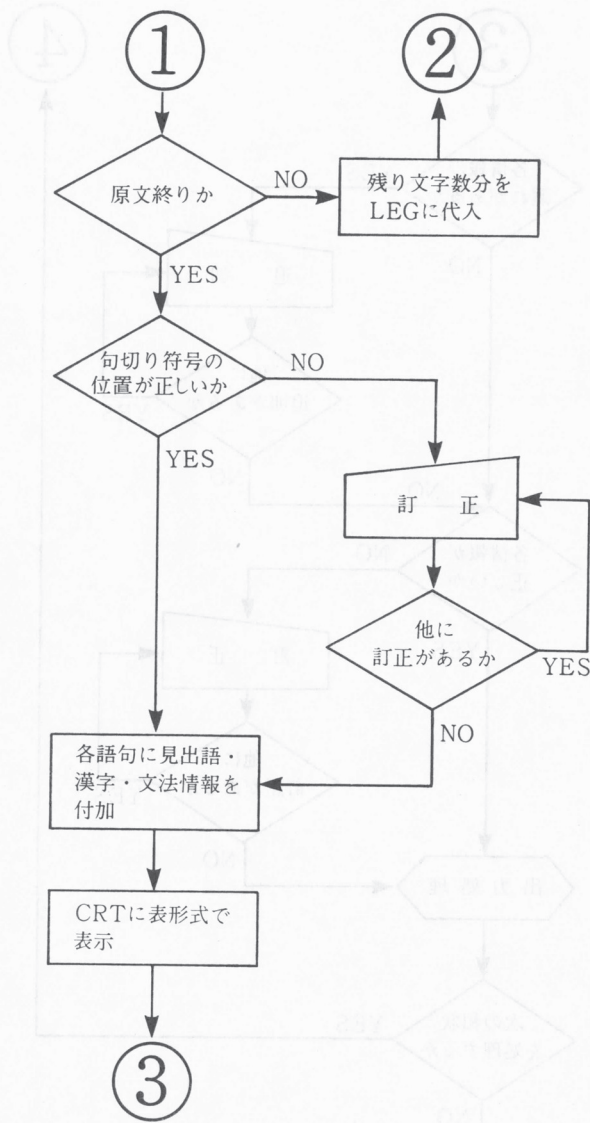 ①
②
原文終りか
NO
残り文字数分を
LEGに代入
YES
句切り符号の
位置が正しいか
NO
YES
訂 正
他に
訂正があるか
YES
NO
各語句に見出語・
漢字・文法情報を
付加
CRTに表形式で
表示
③